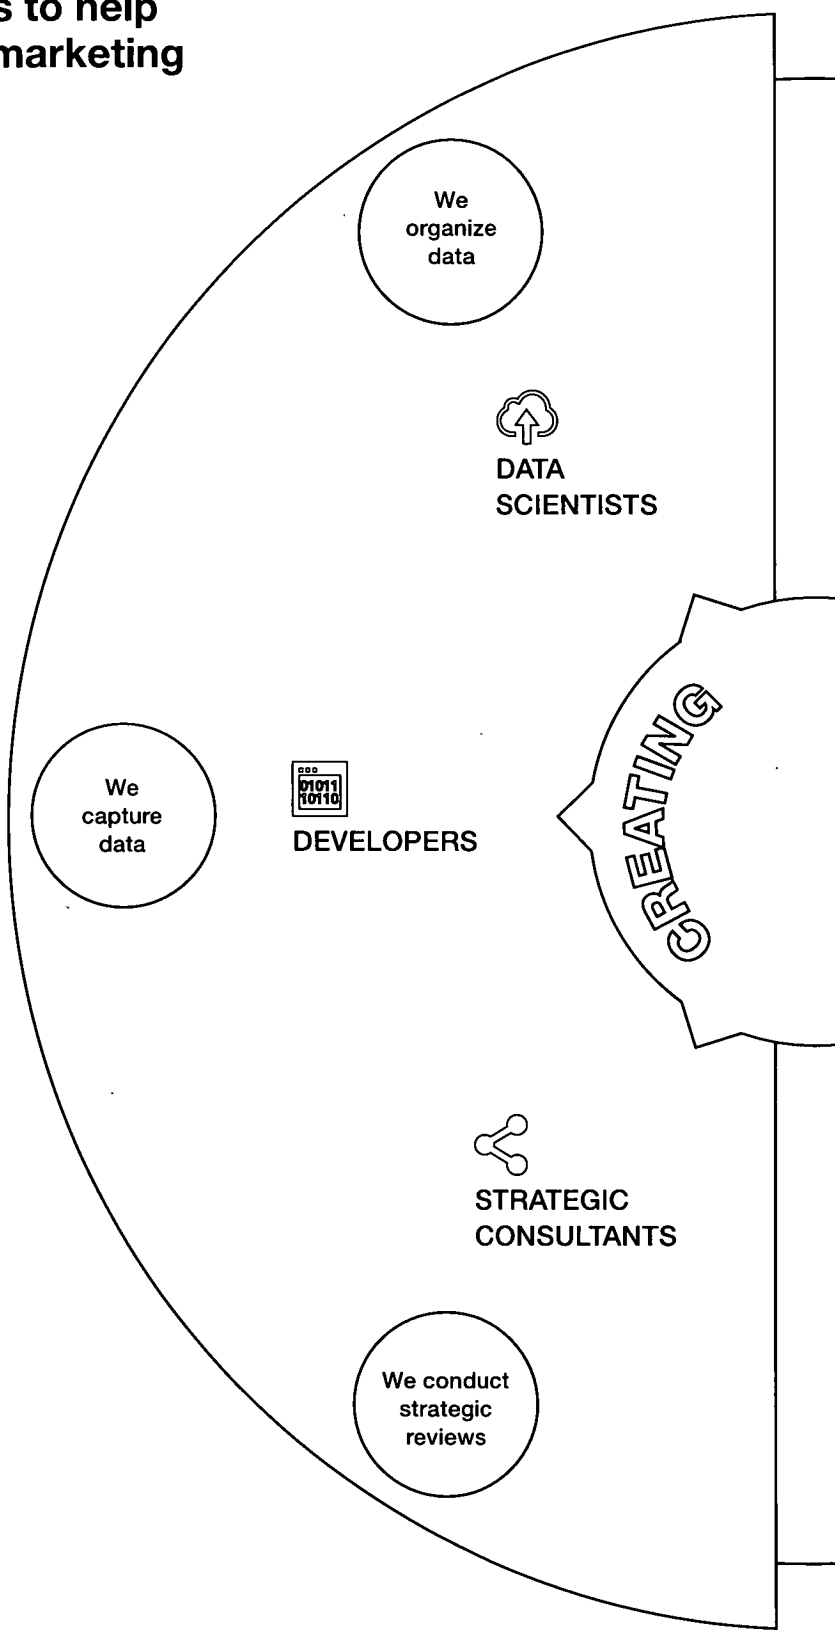 s to help
marketing
We
organize
data
DATA
SCIENTISTS
CREATING
We
capture
data
01011
10110
DEVELOPERS
STRATEGIC
CONSULTANTS
We conduct
strategic
reviews